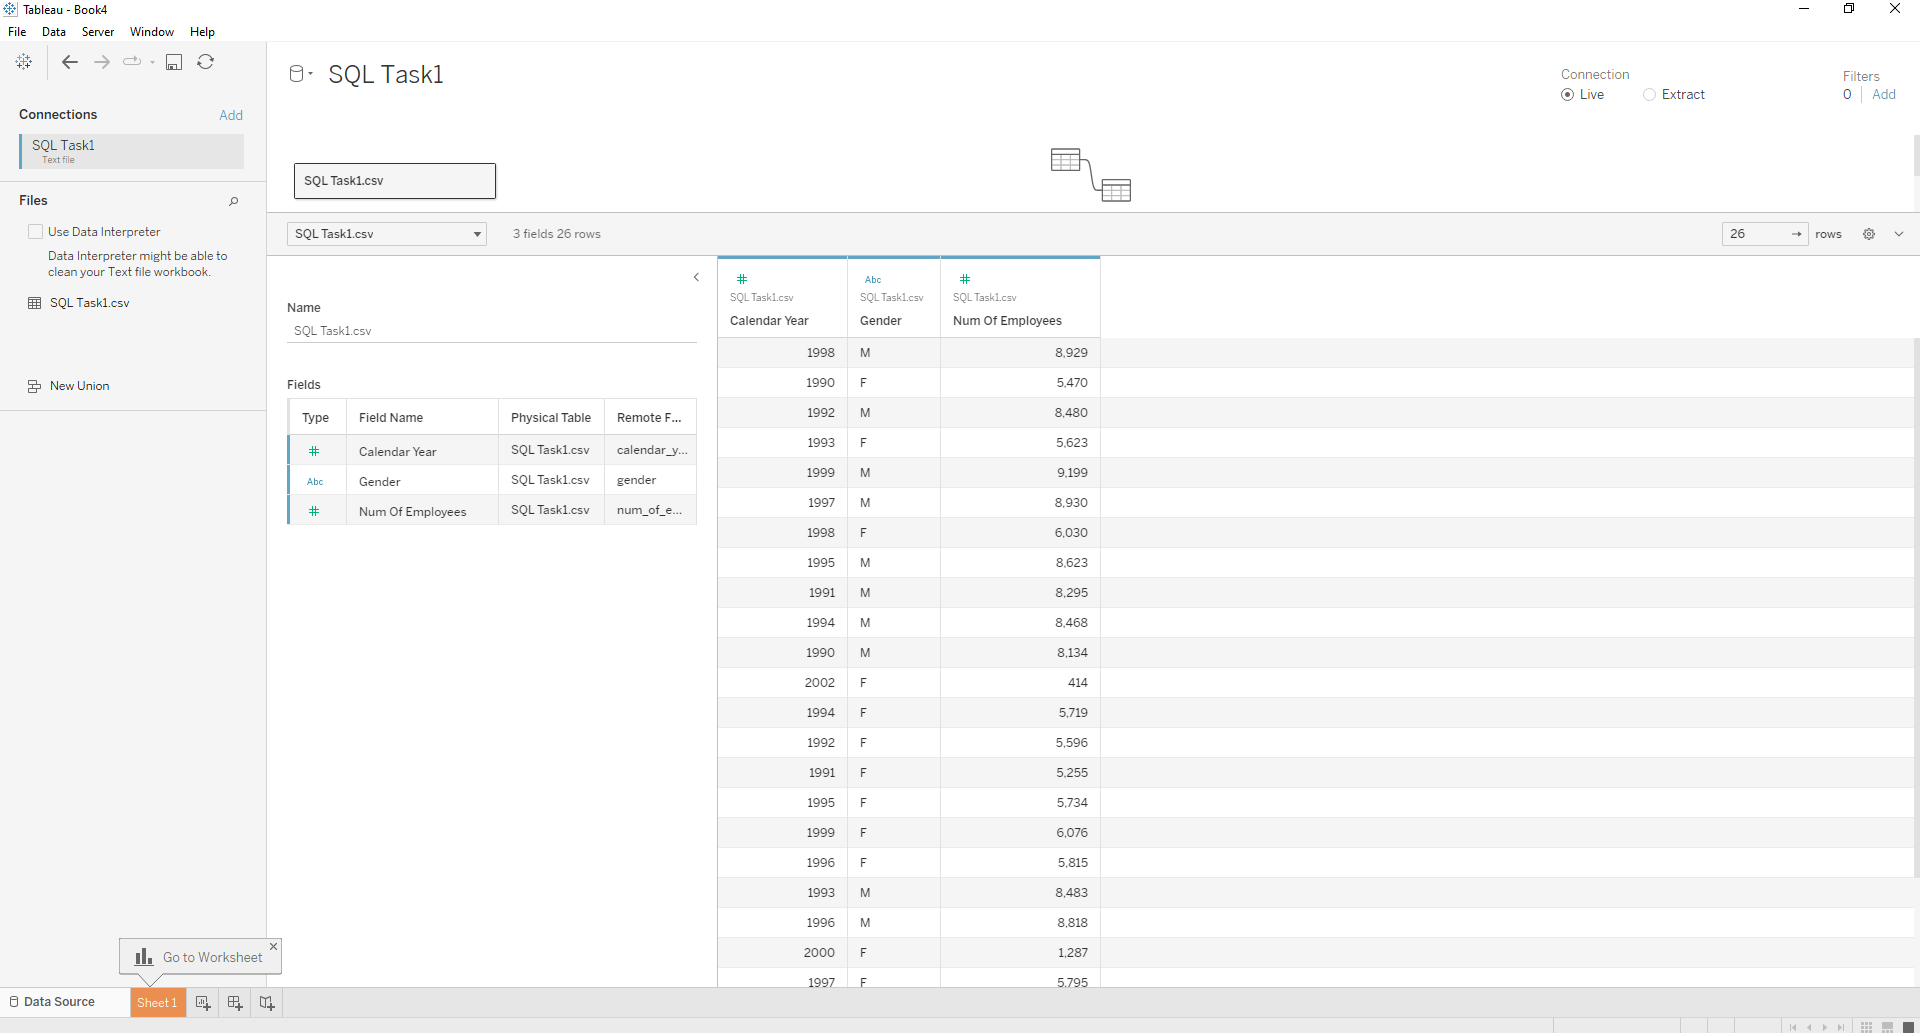 Tableau - Book4
File Data Server Window Help
Connections Add
SQL Task1
Text file
Files
Use Data Interpreter
Data Interpreter might be able to
clean your Text file workbook.
SQL Task1.csv
New Union
SQL Task1
Connection
Live Extract
Filters
0 Add
SQL Task1.csv
SQL Task1.csv 3 fields 26 rows 26 → rows
Name
SQL Task1.csv
Fields
Type Field Name Physical Table Remote F...
# Calendar Year SQL Task1.csv calendar_y...
Abc Gender SQL Task1.csv gender
# Num Of Employees SQL Task1.csv num_of_e...
# Abc #
SQL Task1.csv SQL Task1.csv SQL Task1.csv
Calendar Year Gender Num Of Employees
1998 M 8,929
1990 F 5,470
1992 M 8,480
1993 F 5,623
1999 M 9,199
1997 M 8,930
1998 F 6,030
1995 M 8,623
1991 M 8,295
1994 M 8,468
1990 M 8,134
2002 F 414
1994 F 5,719
1992 F 5,596
1991 F 5,255
1995 F 5,734
1999 F 6,076
1996 F 5,815
1993 M 8,483
1996 M 8,818
2000 F 1,287
1997 F 5,795
Go to Worksheet
Data Source Sheet 1